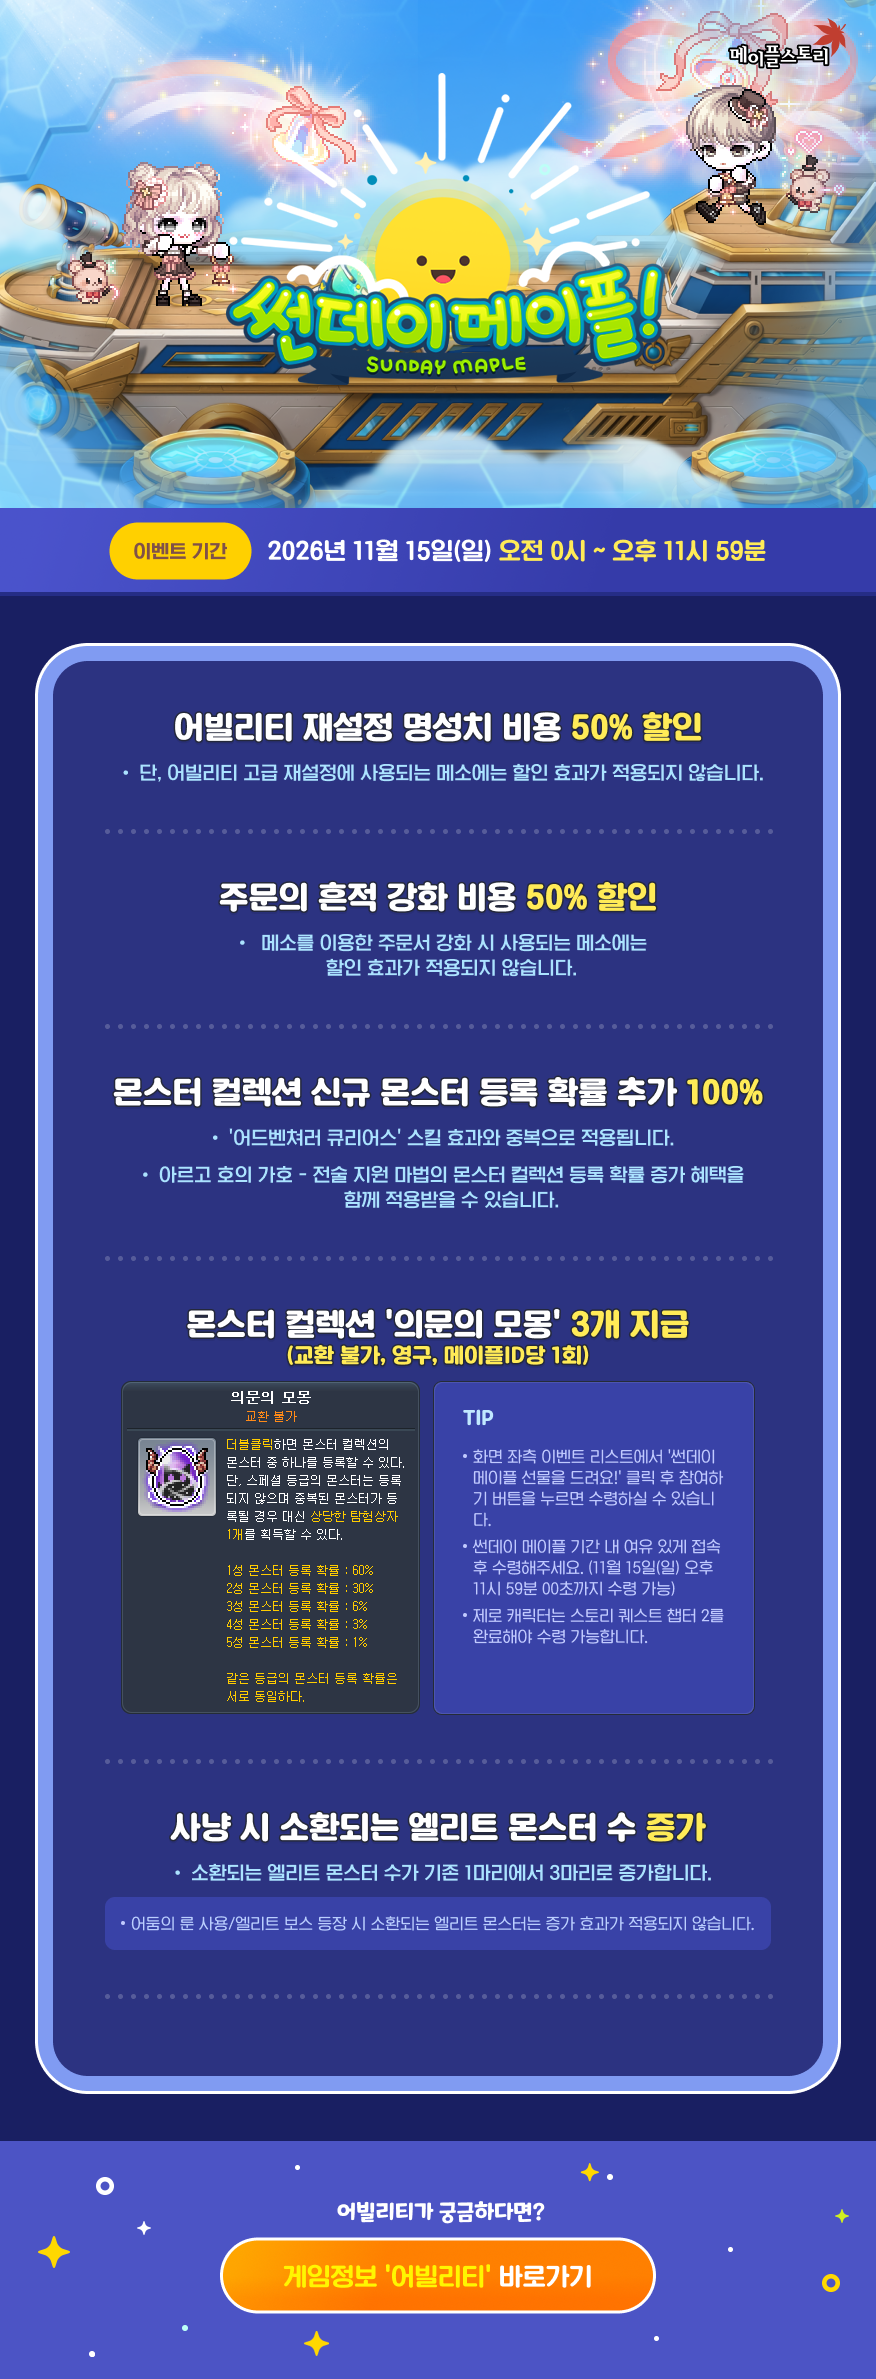 메이플스토리
썬데이 메이플!
SUNDAY MAPLE
이벤트 기간 2026년 11월 15일(일) 오전 0시 ~ 오후 11시 59분
어빌리티 재설정 명성치 비용 50% 할인
• 단, 어빌리티 고급 재설정에 사용되는 메소에는 할인 효과가 적용되지 않습니다.
주문의 흔적 강화 비용 50% 할인
• 메소를 이용한 주문서 강화 시 사용되는 메소에는
할인 효과가 적용되지 않습니다.
몬스터 컬렉션 신규 몬스터 등록 확률 추가 100%
• '어드벤쳐러 큐리어스' 스킬 효과와 중복으로 적용됩니다.
• 아르고 호의 가호 - 전술 지원 마법의 몬스터 컬렉션 등록 확률 증가 혜택을
함께 적용받을 수 있습니다.
몬스터 컬렉션 '의문의 모몽' 3개 지급
(교환 불가, 영구, 메이플ID당 1회)
의문의 모몽
교환 불가
더블클릭하면 몬스터 컬렉션의
몬스터 중 하나를 등록할 수 있다.
단, 스페셜 등급의 몬스터는 등록
되지 않으며 중복된 몬스터가 등
록될 경우 대신 상당한 탐험상자
1개를 획득할 수 있다.
1성 몬스터 등록 확률 : 60%
2성 몬스터 등록 확률 : 30%
3성 몬스터 등록 확률 : 6%
4성 몬스터 등록 확률 : 3%
5성 몬스터 등록 확률 : 1%
같은 등급의 몬스터 등록 확률은
서로 동일하다.
TIP
• 화면 좌측 이벤트 리스트에서 '썬데이
메이플 선물을 드려요!' 클릭 후 참여하
기 버튼을 누르면 수령하실 수 있습니
다.
• 썬데이 메이플 기간 내 여유 있게 접속
후 수령해주세요. (11월 15일(일) 오후
11시 59분 00초까지 수령 가능)
• 제로 캐릭터는 스토리 퀘스트 챕터 2를
완료해야 수령 가능합니다.
사냥 시 소환되는 엘리트 몬스터 수 증가
• 소환되는 엘리트 몬스터 수가 기존 1마리에서 3마리로 증가합니다.
• 어둠의 룬 사용/엘리트 보스 등장 시 소환되는 엘리트 몬스터는 증가 효과가 적용되지 않습니다.
어빌리티가 궁금하다면?
게임정보 '어빌리티' 바로가기